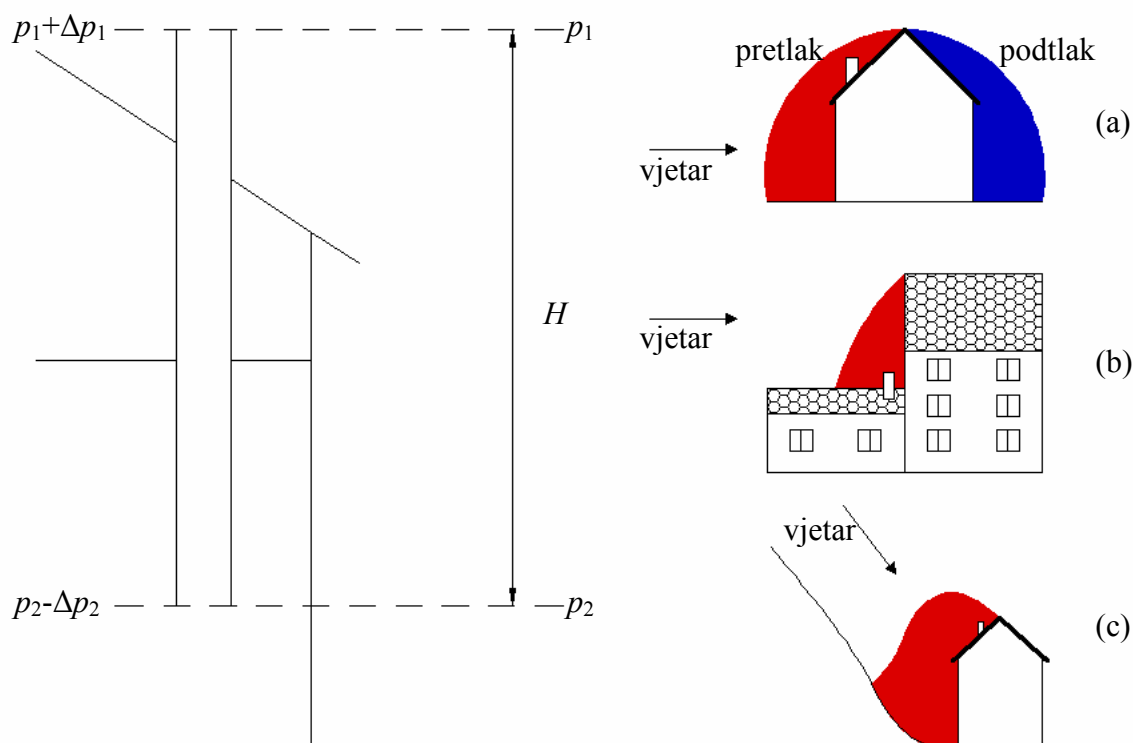 p₁+Δp₁
p₁
H
p₂-Δp₂
p₂
pretlak
podtlak
(a)
vjetar
vjetar
(b)
vjetar
(c)